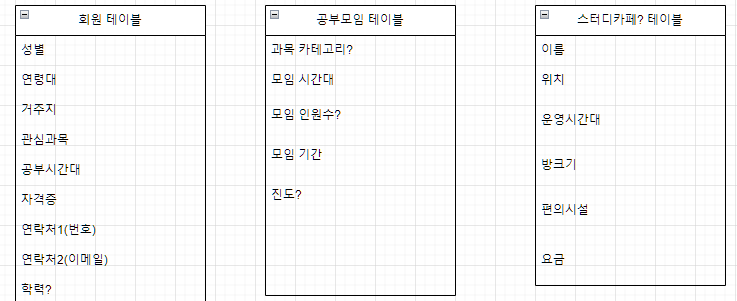 회원 테이블
성별
연령대
거주지
관심과목
공부시간대
자격증
연락처1(번호)
연락처2(이메일)
학력?
공부모임 테이블
과목 카테고리?
모임 시간대
모임 인원수?
모임 기간
진도?
스터디카페? 테이블
이름
위치
운영시간대
방크기
편의시설
요금